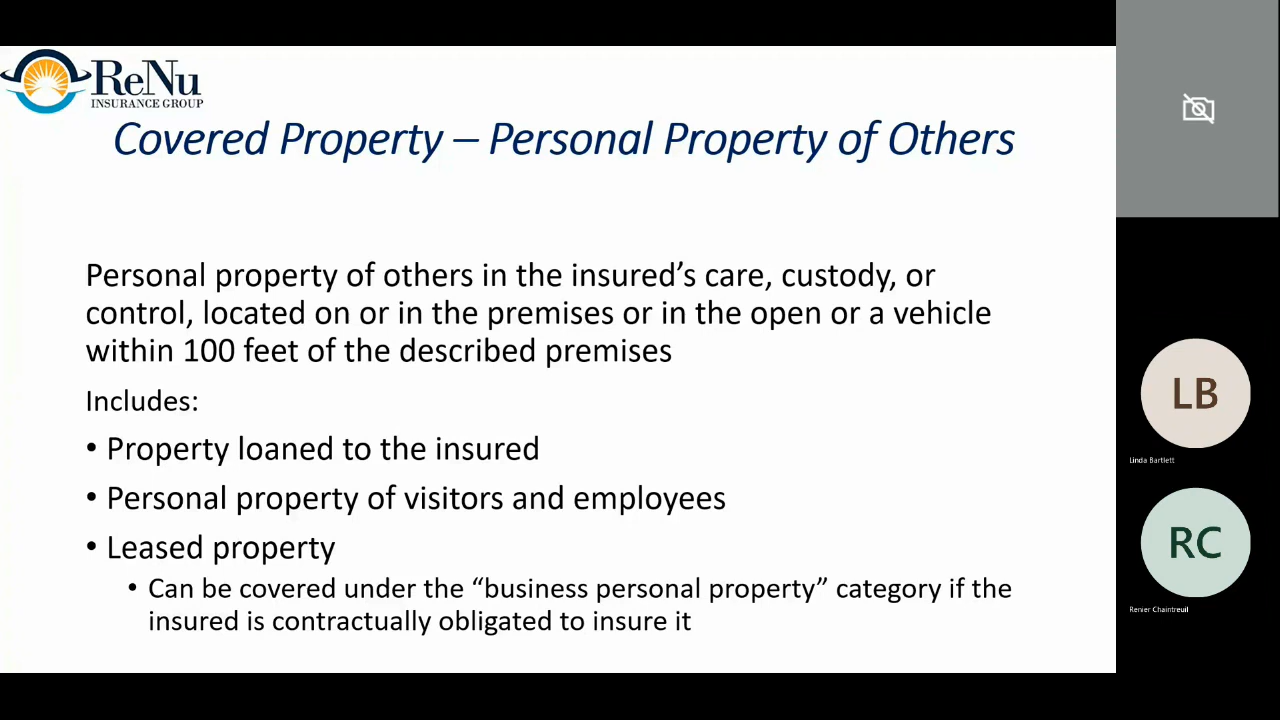 ReNu
INSURANCE GROUP
Covered Property – Personal Property of Others
Personal property of others in the insured’s care, custody, or
control, located on or in the premises or in the open or a vehicle
within 100 feet of the described premises
Includes:
• Property loaned to the insured
• Personal property of visitors and employees
• Leased property
• Can be covered under the “business personal property” category if the
insured is contractually obligated to insure it
LB
Linda Bartlett
RC
Renier Chaintreuil